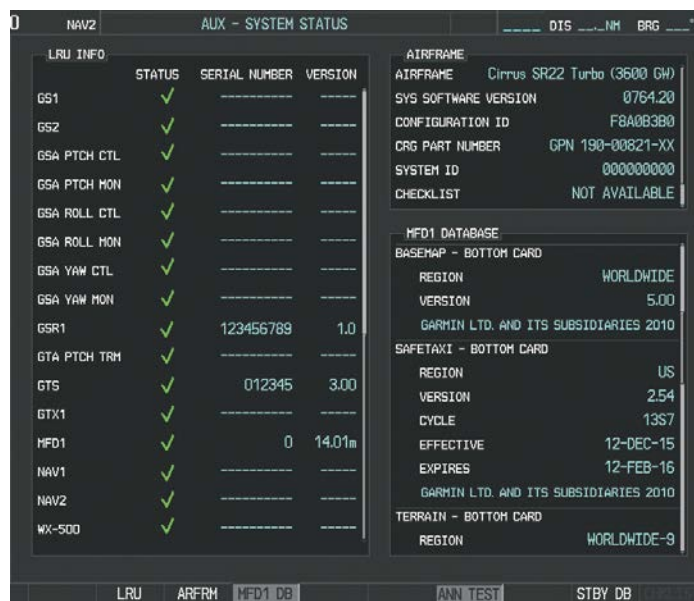 NAV2 AUX - SYSTEM STATUS ____ DIS __._NM BRG ___°
LRU INFO
STATUS SERIAL NUMBER VERSION
GS1 ✓ ---------- -----
GS2 ✓ ---------- -----
GSA PTCH CTL ✓ ---------- -----
GSA PTCH MON ✓ ---------- -----
GSA ROLL CTL ✓ ---------- -----
GSA ROLL MON ✓ ---------- -----
GSA YAW CTL ✓ ---------- -----
GSA YAW MON ✓ ---------- -----
GSR1 ✓ 123456789 1.0
GTA PTCH TRM ✓ ---------- -----
GTS ✓ 012345 3.00
GTX1 ✓ ---------- -----
MFD1 ✓ 0 14.01m
NAV1 ✓ ---------- -----
NAV2 ✓ ---------- -----
WX-500 ✓ ---------- -----
AIRFRAME
AIRFRAME Cirrus SR22 Turbo (3600 GW)
SYS SOFTWARE VERSION 0764.20
CONFIGURATION ID F8A0B3B0
CRG PART NUMBER GPN 190-00821-XX
SYSTEM ID 000000000
CHECKLIST NOT AVAILABLE
MFD1 DATABASE
BASEMAP - BOTTOM CARD
REGION WORLDWIDE
VERSION 5.00
GARMIN LTD. AND ITS SUBSIDIARIES 2010
SAFETAXI - BOTTOM CARD
REGION US
VERSION 2.54
CYCLE 13S7
EFFECTIVE 12-DEC-15
EXPIRES 12-FEB-16
GARMIN LTD. AND ITS SUBSIDIARIES 2010
TERRAIN - BOTTOM CARD
REGION WORLDWIDE-9
LRU ARFRM MFD1 DB ANN TEST STBY DB